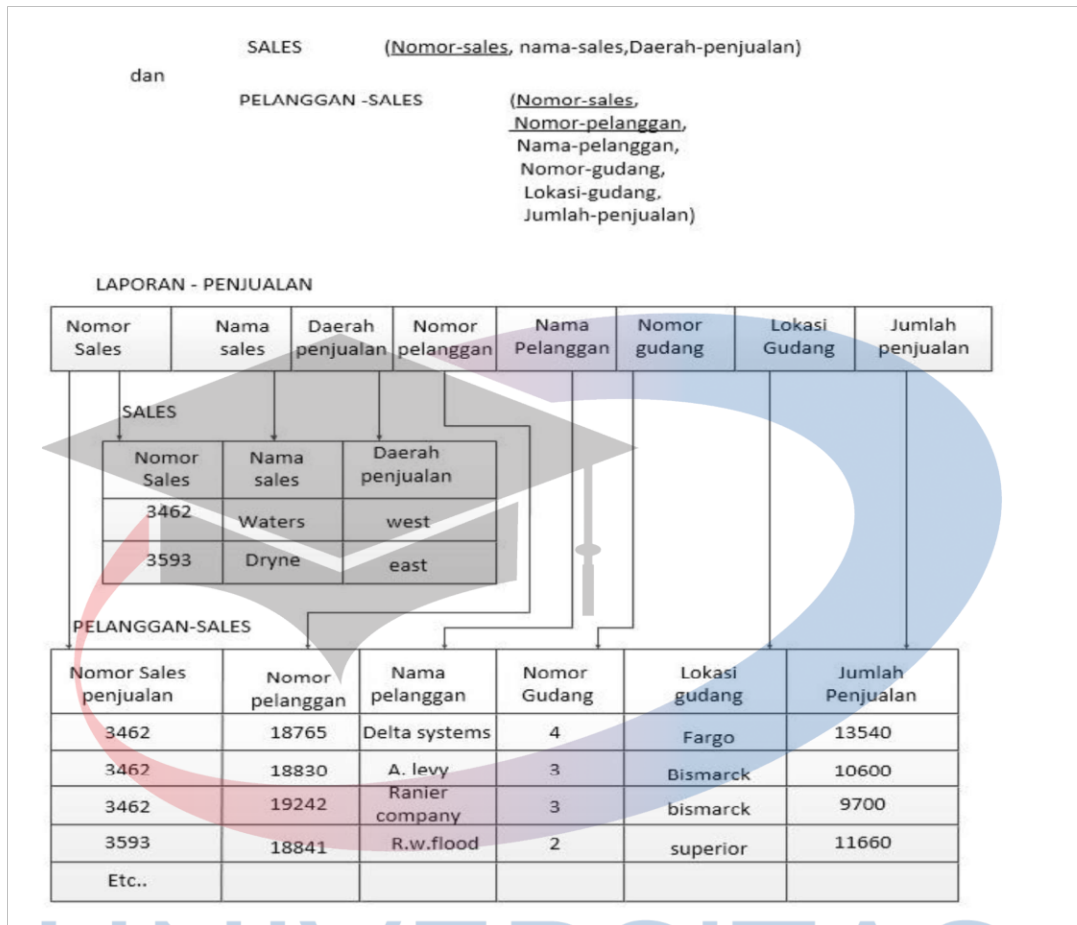 SALES (Nomor-sales, nama-sales,Daerah-penjualan)
dan
PELANGGAN -SALES (Nomor-sales,
Nomor-pelanggan,
Nama-pelanggan,
Nomor-gudang,
Lokasi-gudang,
Jumlah-penjualan)
LAPORAN - PENJUALAN
Nomor Nama Daerah Nomor Nama Nomor Lokasi Jumlah
Sales sales penjualan pelanggan Pelanggan gudang Gudang penjualan
SALES
Nomor Nama Daerah
Sales sales penjualan
3462 Waters west
3593 Dryne east
PELANGGAN-SALES
Nomor Sales Nomor Nama Nomor Lokasi Jumlah
penjualan pelanggan pelanggan Gudang gudang Penjualan
3462 18765 Delta systems 4 Fargo 13540
3462 18830 A. levy 3 Bismarck 10600
3462 19242 Ranier company 3 bismarck 9700
3593 18841 R.w.flood 2 superior 11660
Etc..